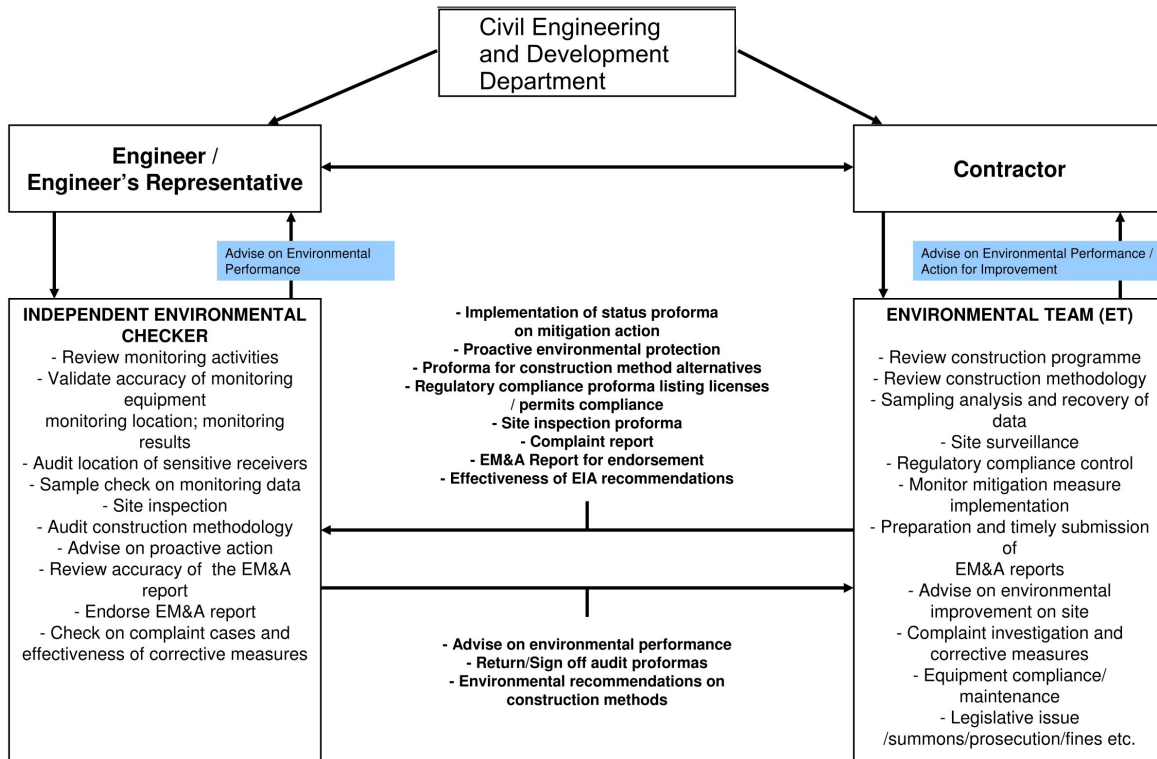 Civil Engineering
and Development
Department
Engineer /
Engineer's Representative
Contractor
Advise on Environmental
Performance
Advise on Environmental Performance /
Action for Improvement
INDEPENDENT ENVIRONMENTAL
CHECKER
- Review monitoring activities
- Validate accuracy of monitoring
equipment
monitoring location; monitoring
results
- Audit location of sensitive receivers
- Sample check on monitoring data
- Site inspection
- Audit construction methodology
- Advise on proactive action
- Review accuracy of the EM&A
report
- Endorse EM&A report
- Check on complaint cases and
effectiveness of corrective measures
- Implementation of status proforma
on mitigation action
- Proactive environmental protection
- Proforma for construction method alternatives
- Regulatory compliance proforma listing licenses
/ permits compliance
- Site inspection proforma
- Complaint report
- EM&A Report for endorsement
- Effectiveness of EIA recommendations
- Advise on environmental performance
- Return/Sign off audit proformas
- Environmental recommendations on
construction methods
ENVIRONMENTAL TEAM (ET)
- Review construction programme
- Review construction methodology
- Sampling analysis and recovery of
data
- Site surveillance
- Regulatory compliance control
- Monitor mitigation measure
implementation
- Preparation and timely submission
of
EM&A reports
- Advise on environmental
improvement on site
- Complaint investigation and
corrective measures
- Equipment compliance/
maintenance
- Legislative issue
/summons/prosecution/fines etc.